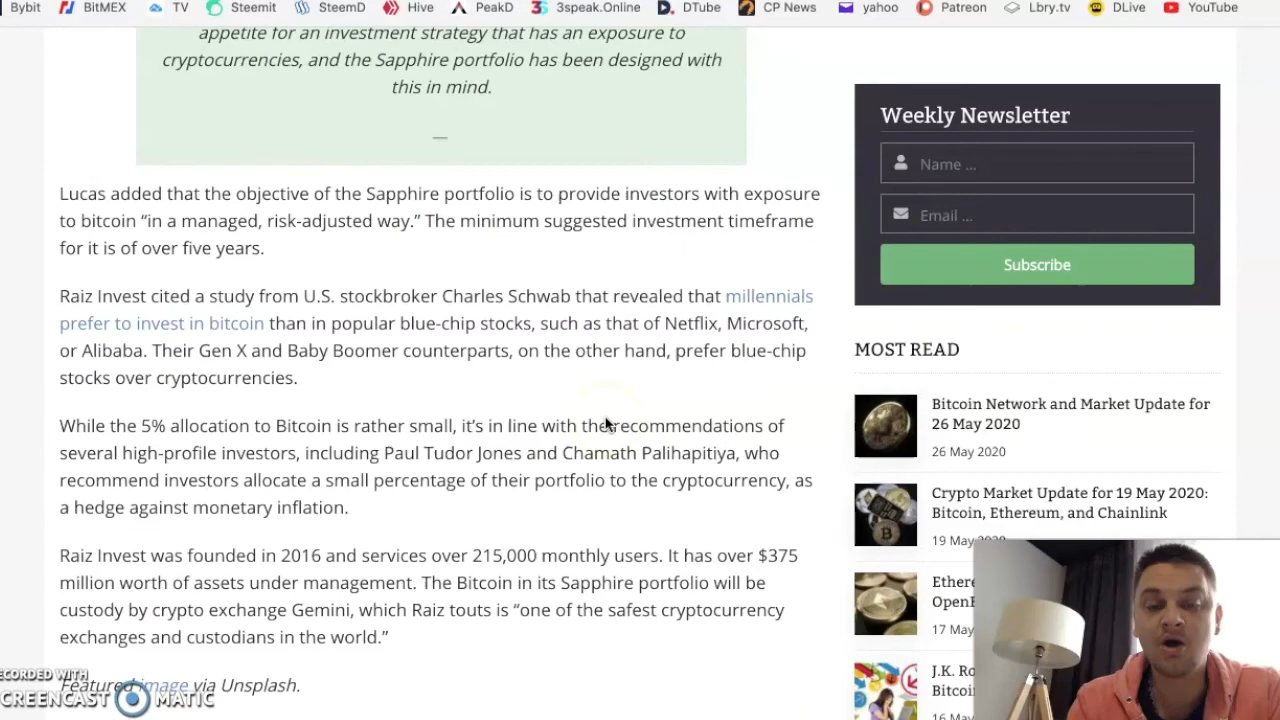 Bybit BitMEX TV Steemit SteemD Hive PeakD 3speak.Online DTube CP News yahoo Patreon Lbry.tv DLive YouTube
appetite for an investment strategy that has an exposure to
cryptocurrencies, and the Sapphire portfolio has been designed with
this in mind.
—
Lucas added that the objective of the Sapphire portfolio is to provide investors with exposure
to bitcoin “in a managed, risk-adjusted way.” The minimum suggested investment timeframe
for it is of over five years.
Raiz Invest cited a study from U.S. stockbroker Charles Schwab that revealed that millennials
prefer to invest in bitcoin than in popular blue-chip stocks, such as that of Netflix, Microsoft,
or Alibaba. Their Gen X and Baby Boomer counterparts, on the other hand, prefer blue-chip
stocks over cryptocurrencies.
While the 5% allocation to Bitcoin is rather small, it’s in line with the recommendations of
several high-profile investors, including Paul Tudor Jones and Chamath Palihapitiya, who
recommend investors allocate a small percentage of their portfolio to the cryptocurrency, as
a hedge against monetary inflation.
Raiz Invest was founded in 2016 and services over 215,000 monthly users. It has over $375
million worth of assets under management. The Bitcoin in its Sapphire portfolio will be
custody by crypto exchange Gemini, which Raiz touts is “one of the safest cryptocurrency
exchanges and custodians in the world.”
Featured image via Unsplash.
RECORDED WITH
SCREENCAST MATIC
Weekly Newsletter
Name ...
Email ...
Subscribe
MOST READ
Bitcoin Network and Market Update for
26 May 2020
26 May 2020
Crypto Market Update for 19 May 2020:
Bitcoin, Ethereum, and Chainlink
19 May 2020
Ethere
Open
17 May
J.K. Ro
Bitcoi
16 May